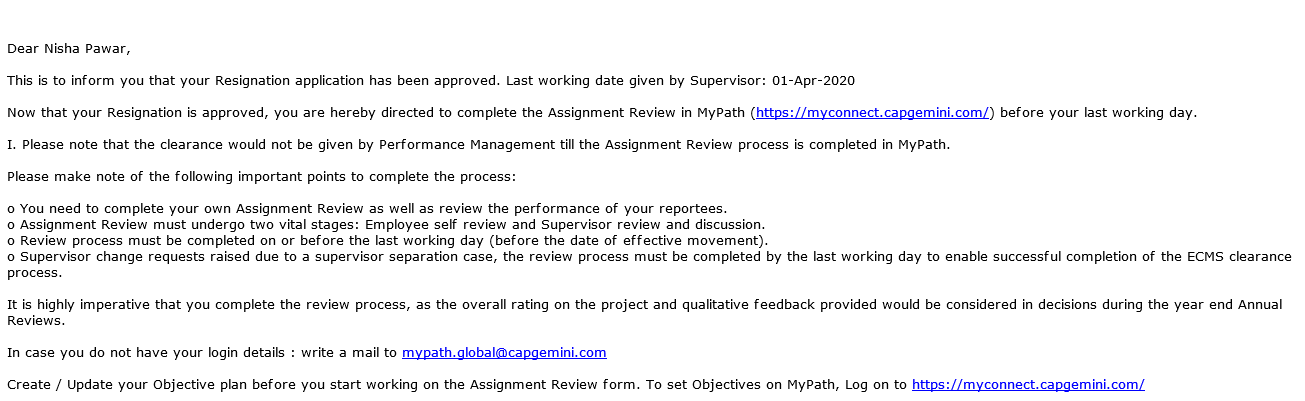 Dear Nisha Pawar,
This is to inform you that your Resignation application has been approved. Last working date given by Supervisor: 01-Apr-2020
Now that your Resignation is approved, you are hereby directed to complete the Assignment Review in MyPath (https://myconnect.capgemini.com/) before your last working day.
I. Please note that the clearance would not be given by Performance Management till the Assignment Review process is completed in MyPath.
Please make note of the following important points to complete the process:
o You need to complete your own Assignment Review as well as review the performance of your reportees.
o Assignment Review must undergo two vital stages: Employee self review and Supervisor review and discussion.
o Review process must be completed on or before the last working day (before the date of effective movement).
o Supervisor change requests raised due to a supervisor separation case, the review process must be completed by the last working day to enable successful completion of the ECMS clearance
process.
It is highly imperative that you complete the review process, as the overall rating on the project and qualitative feedback provided would be considered in decisions during the year end Annual
Reviews.
In case you do not have your login details : write a mail to mypath.global@capgemini.com
Create / Update your Objective plan before you start working on the Assignment Review form. To set Objectives on MyPath, Log on to https://myconnect.capgemini.com/